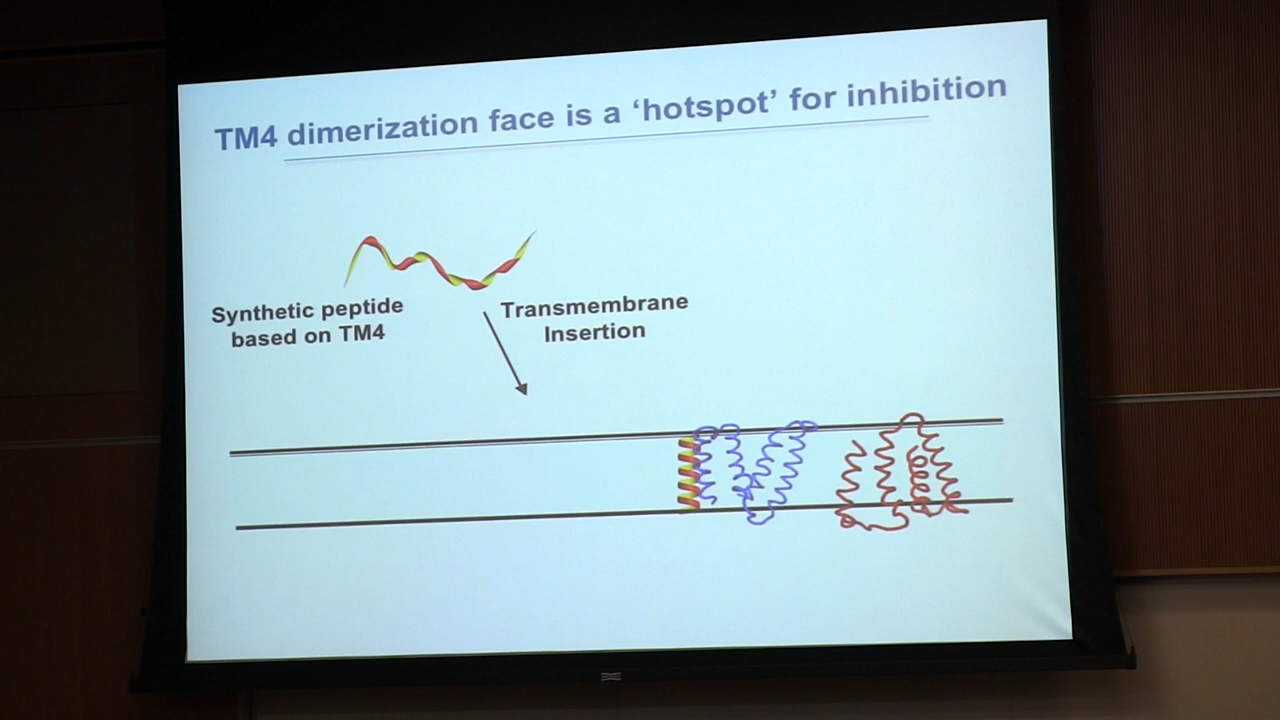 TM4 dimerization face is a ‘hotspot’ for inhibition
Synthetic peptide
based on TM4
Transmembrane
Insertion